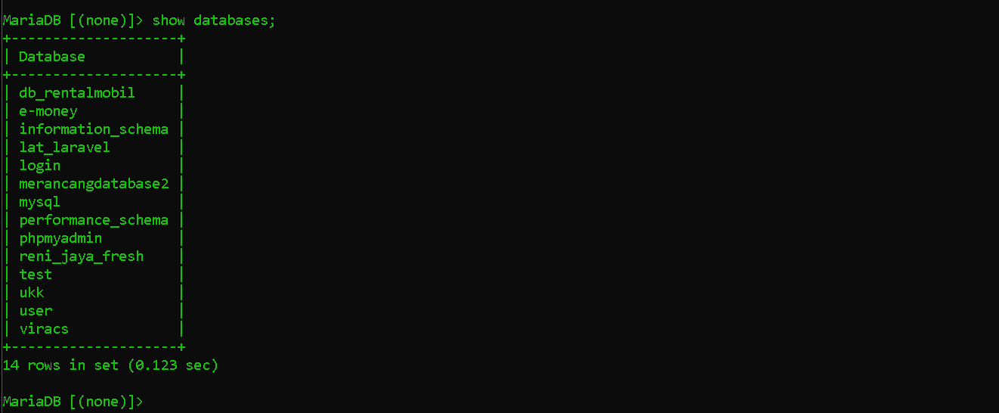 MariaDB [(none)]> show databases;
+--------------------+
| Database           |
+--------------------+
| db_rentalmobil     |
| e-money            |
| information_schema |
| lat_laravel        |
| login              |
| merancangdatabase2 |
| mysql              |
| performance_schema |
| phpmyadmin         |
| reni_jaya_fresh    |
| test               |
| ukk                |
| user               |
| viracs             |
+--------------------+
14 rows in set (0.123 sec)
MariaDB [(none)]>